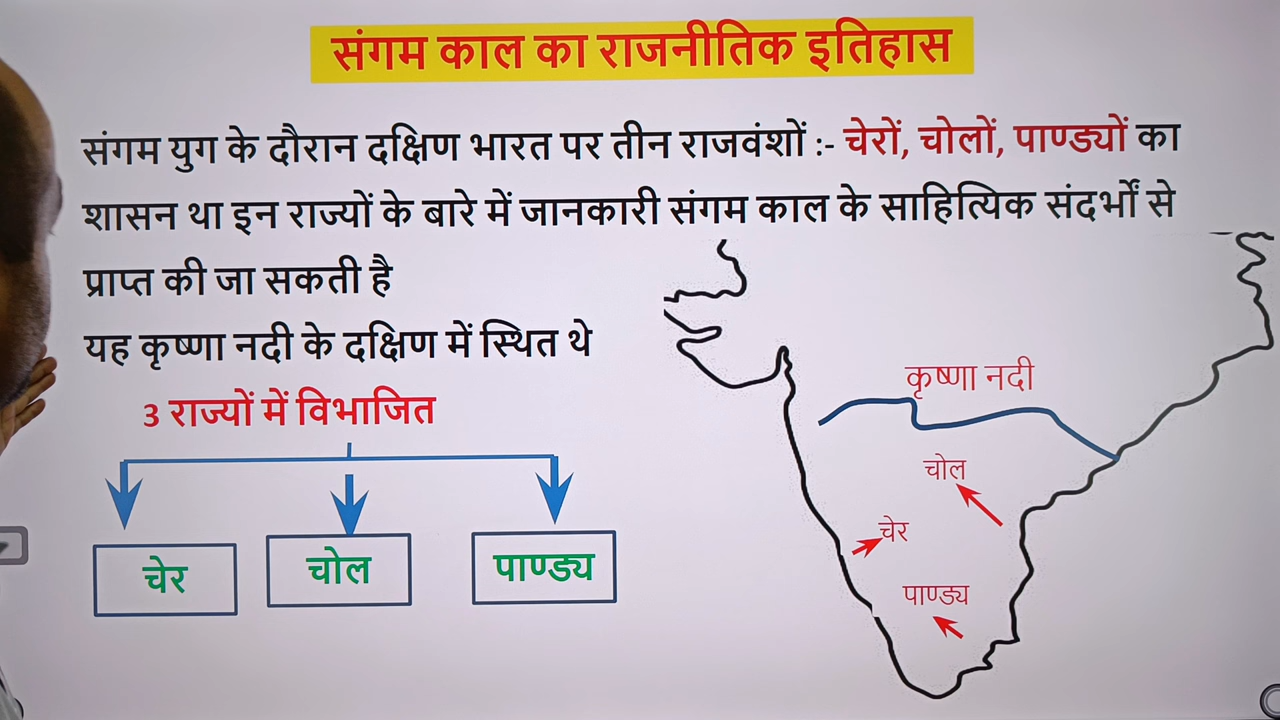 संगम काल का राजनीतिक इतिहास
संगम युग के दौरान दक्षिण भारत पर तीन राजवंशों :- चेरों, चोलों, पाण्ड्यों का
शासन था इन राज्यों के बारे में जानकारी संगम काल के साहित्यिक संदर्भों से
प्राप्त की जा सकती है
यह कृष्णा नदी के दक्षिण में स्थित थे
3 राज्यों में विभाजित
चेर
चोल
पाण्ड्य
कृष्णा नदी
चोल
चेर
पाण्ड्य